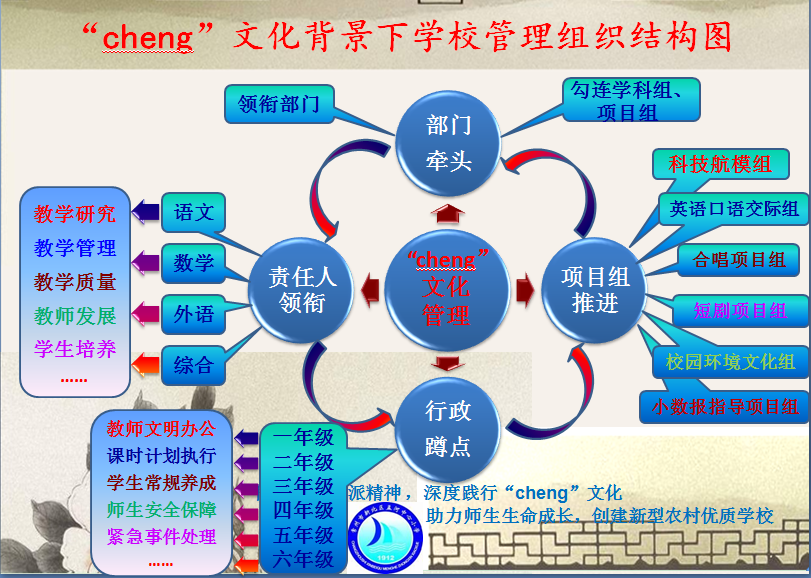 “cheng”文化背景下学校管理组织结构图
领衔部门
部门
牵头
勾连学科组、
项目组
科技航模组
英语口语交际组
合唱项目组
短剧项目组
校园环境文化组
小数报指导项目组
教学研究
教学管理
教学质量
教师发展
学生培养
……
语文
数学
外语
综合
责任人
领衔
“cheng”
文化
管理
项目组
推进
行政
蹲点
教师文明办公
课时计划执行
学生常规养成
师生安全保障
紧急事件处理
……
一年级
二年级
三年级
四年级
五年级
六年级
派精神，深度践行“cheng”文化
助力师生生命成长，创建新型农村优质学校
1912